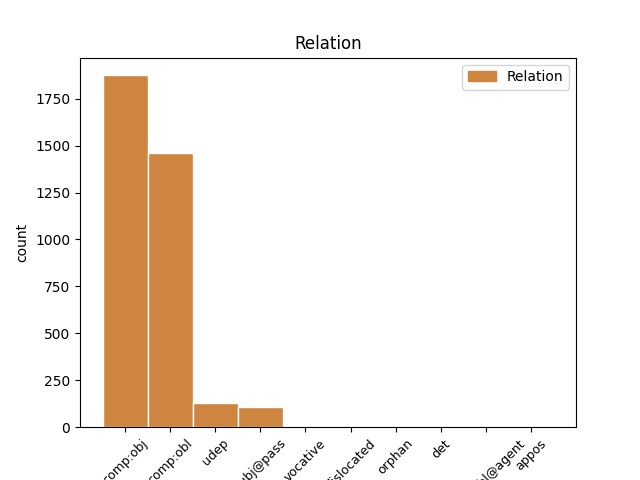 Relation
Relation
count
1750
1500
1250
1000
750
500
250
0
comp:obj
comp:obl
udep
vocative
orphan
det
appos